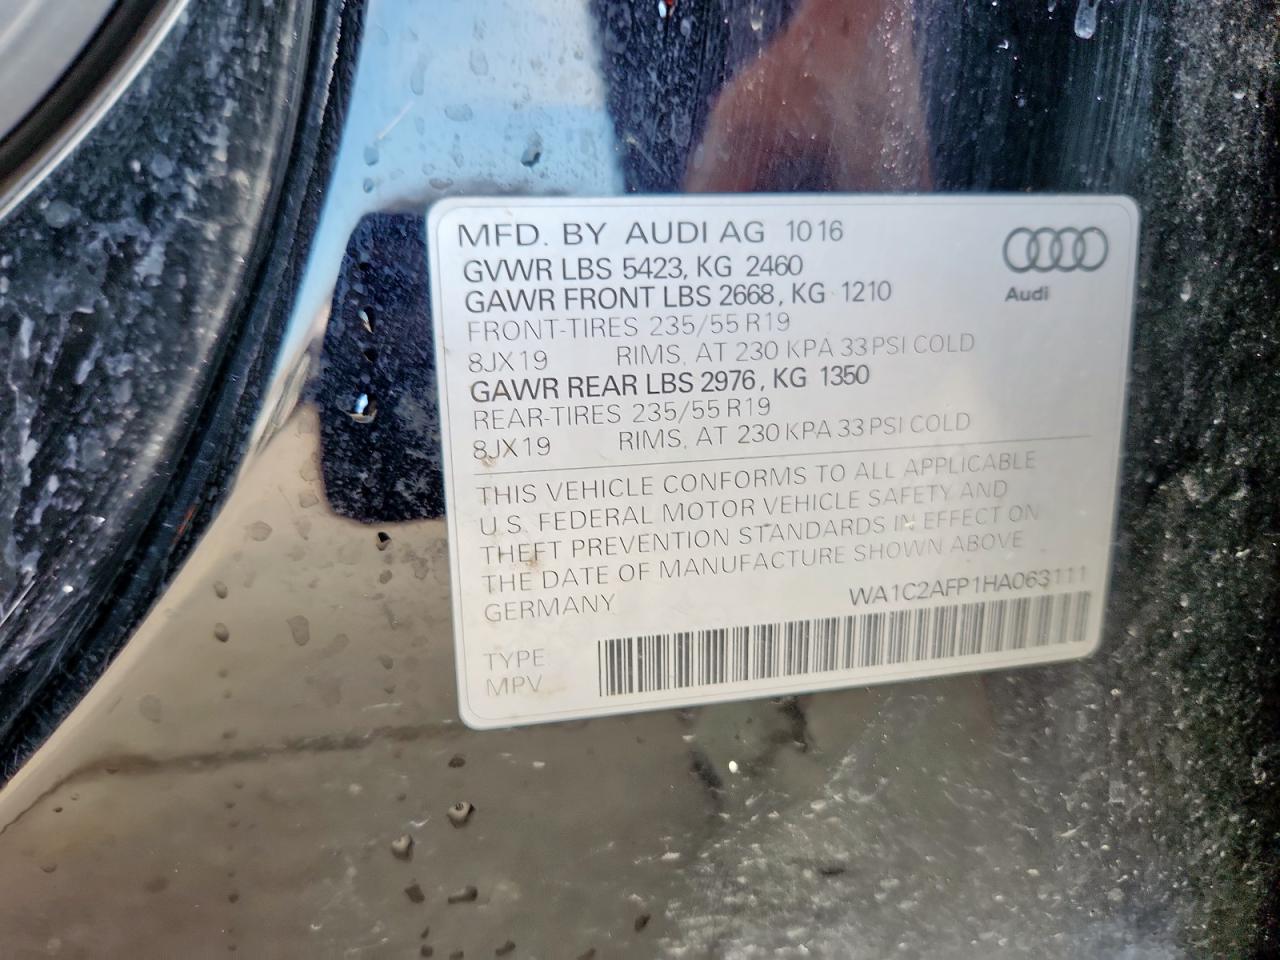 MFD. BY AUDI AG 10 16
GVWR LBS 5423, KG 2460
GAWR FRONT LBS 2668, KG 1210
FRONT-TIRES 235/55 R19
8JX19 RIMS, AT 230 KPA 33 PSI COLD
GAWR REAR LBS 2976, KG 1350
REAR-TIRES 235/55 R19
8JX19 RIMS, AT 230 KPA 33 PSI COLD
Audi
THIS VEHICLE CONFORMS TO ALL APPLICABLE
U.S. FEDERAL MOTOR VEHICLE SAFETY AND
THEFT PREVENTION STANDARDS IN EFFECT ON
THE DATE OF MANUFACTURE SHOWN ABOVE
GERMANY WA1C2AFP1HA063111
TYPE
MPV